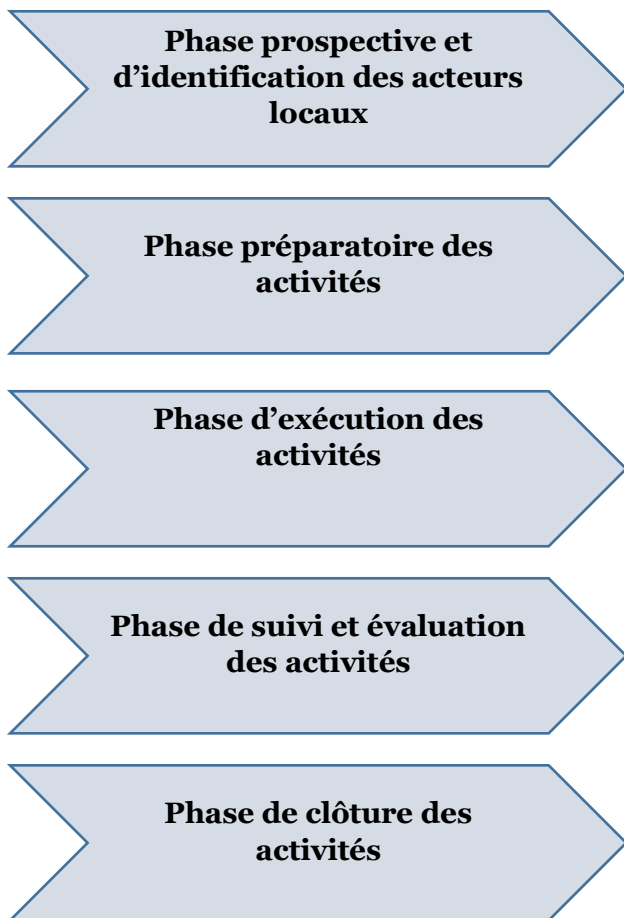 Phase prospective et
d’identification des acteurs
locaux
Phase préparatoire des
activités
Phase d’exécution des
activités
Phase de suivi et évaluation
des activités
Phase de clôture des
activités